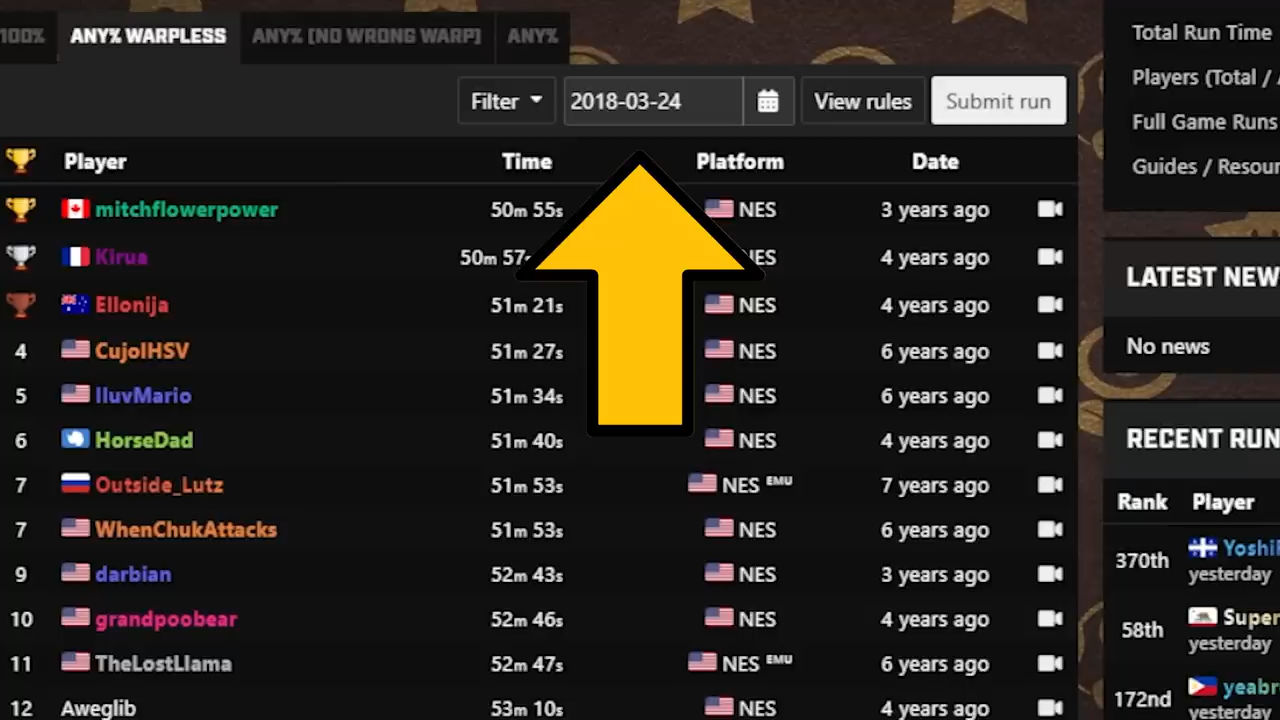 100% ANY% WARPLESS ANY% [NO WRONG WARP] ANY%
Filter 2018-03-24 View rules Submit run
Player Time Platform Date
mitchflowerpower 50m 55s NES 3 years ago
Kirua 50m 57 NES 4 years ago
Ellonija 51m 21s NES 4 years ago
4 CujolHSV 51m 27s NES 6 years ago
5 IluvMario 51m 34s NES 6 years ago
6 HorseDad 51m 40s NES 4 years ago
7 Outside_Lutz 51m 53s NES EMU 7 years ago
7 WhenChukAttacks 51m 53s NES 6 years ago
9 darbian 52m 43s NES 3 years ago
10 grandpoobear 52m 46s NES 4 years ago
11 TheLostLlama 52m 47s NES EMU 6 years ago
12 Aweglib 53m 10s NES 4 years ago
Total Run Time
Players (Total /
Full Game Runs
Guides / Resour
LATEST NEW
No news
RECENT RUN
Rank Player
370th Yoshi
yesterday
58th Super
yesterday
172nd yeabr
yesterday